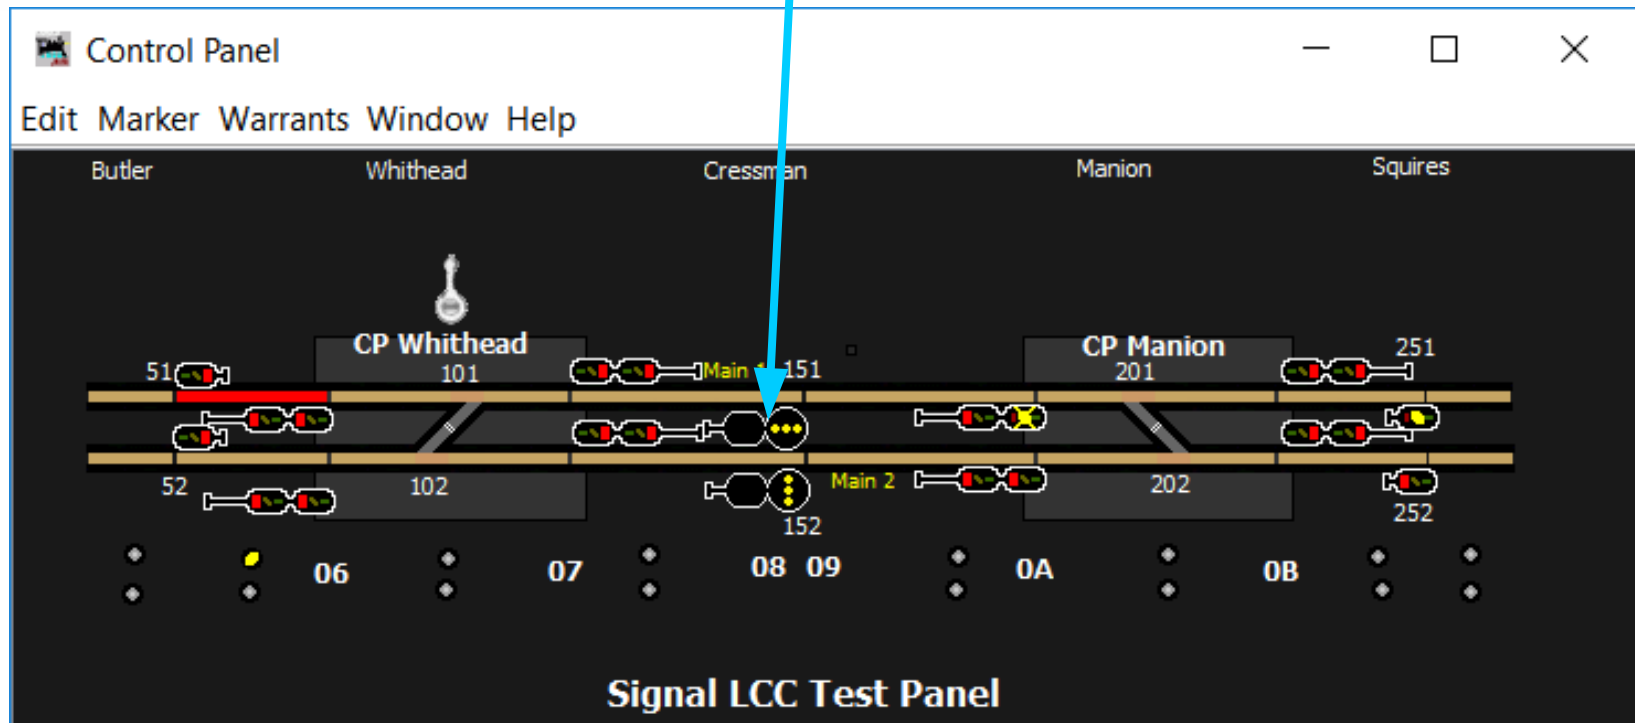 Control Panel
Edit Marker Warrants Window Help
Butler Whithead Cressman Manion Squires
CP Whithead CP Manion
51 101 Main 151 201 251
52 102 Main 2 152 202 252
06 07 08 09 0A 0B
Signal LCC Test Panel